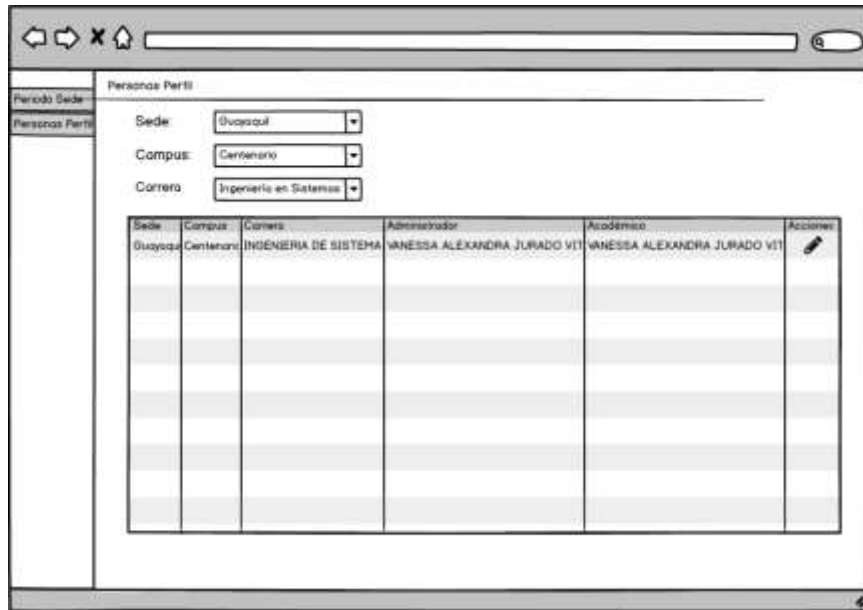 Personas Perfil
Periodo Sede
Personas Perfil
Sede: Guayaquil
Campus: Centenario
Carrera Ingeniería en Sistemas
Sede Campus Carrera Administrador Académico Acciones
Guayaqui Centenario INGENIERIA DE SISTEMA VANESSA ALEXANDRA JURADO VIT VANESSA ALEXANDRA JURADO VIT